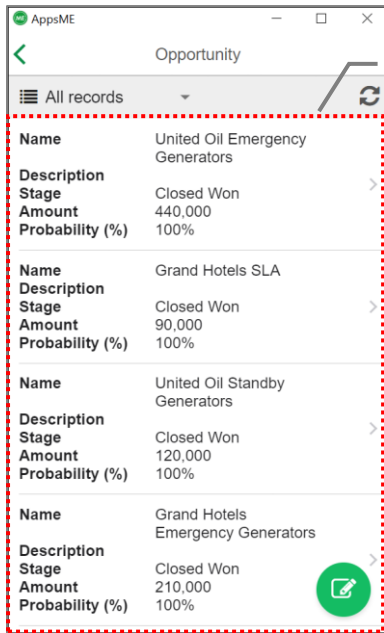 ME AppsME
Opportunity
All records
Name United Oil Emergency
Generators
Description
Stage Closed Won
Amount 440,000
Probability (%) 100%
Name Grand Hotels SLA
Description
Stage Closed Won
Amount 90,000
Probability (%) 100%
Name United Oil Standby
Generators
Description
Stage Closed Won
Amount 120,000
Probability (%) 100%
Name Grand Hotels
Emergency Generators
Description
Stage Closed Won
Amount 210,000
Probability (%) 100%